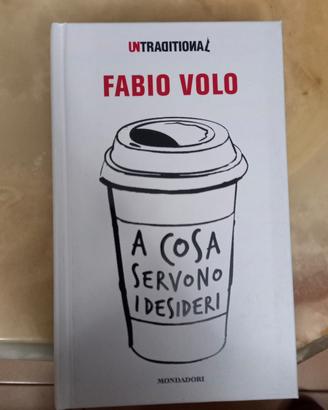 UNTRADITIONAL
FABIO VOLO
A COSA
SERVONO
I DESIDERI
MONDADORI